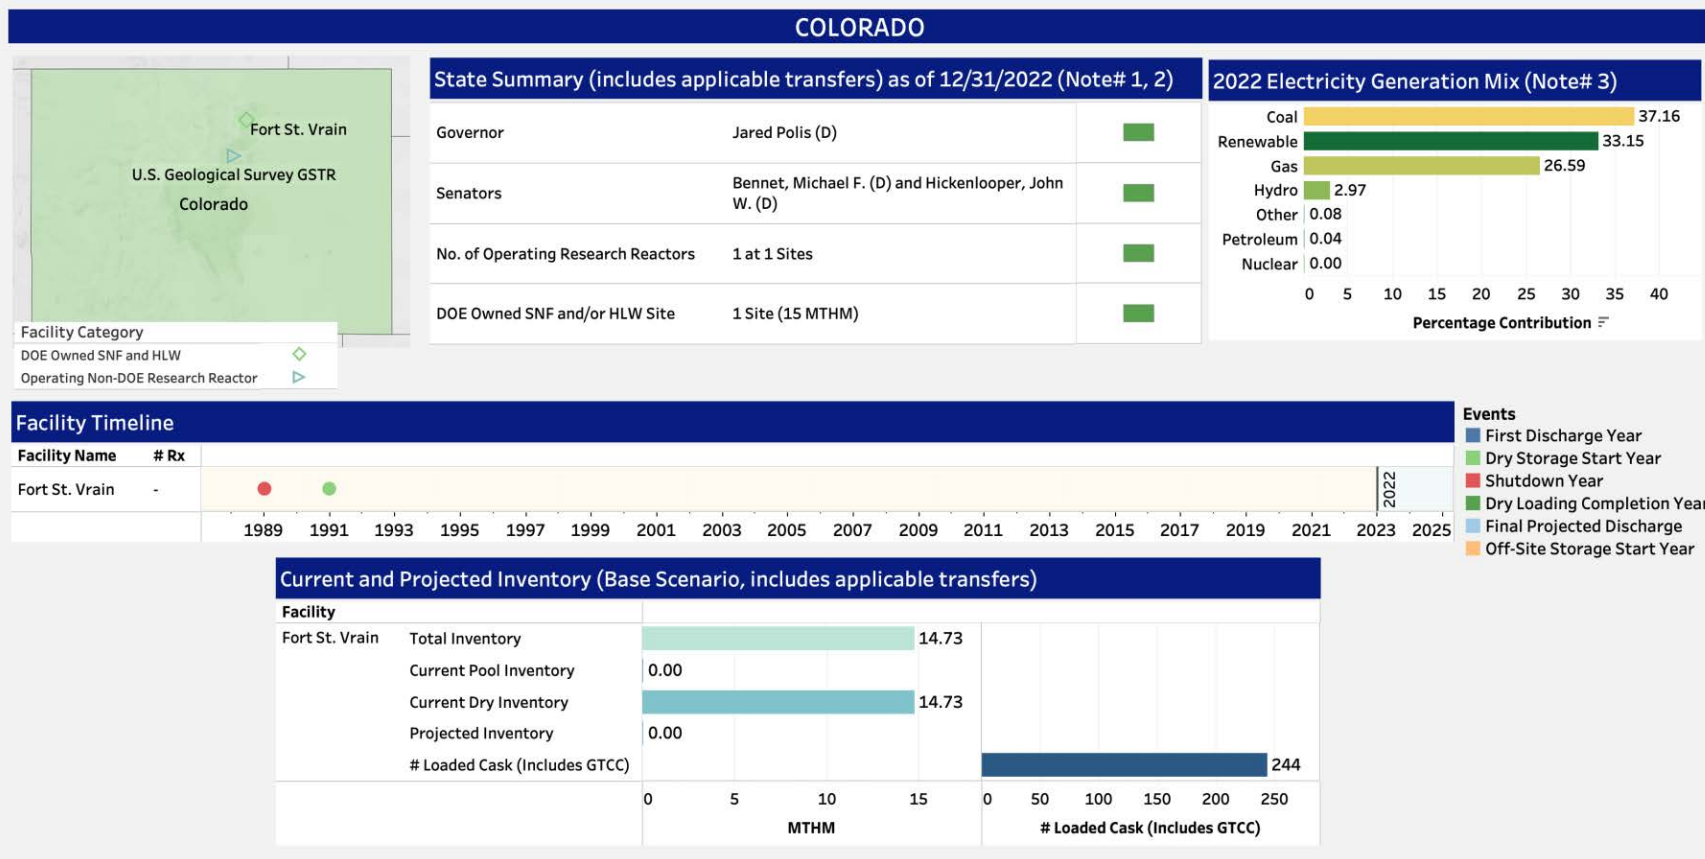 COLORADO
Fort St. Vrain
U.S. Geological Survey GSTR
Colorado
Facility Category
DOE Owned SNF and HLW
Operating Non-DOE Research Reactor
State Summary (includes applicable transfers) as of 12/31/2022 (Note# 1, 2)
Governor Jared Polis (D)
Senators Bennet, Michael F. (D) and Hickenlooper, John
W. (D)
No. of Operating Research Reactors 1 at 1 Sites
DOE Owned SNF and/or HLW Site 1 Site (15 MTHM)
2022 Electricity Generation Mix (Note# 3)
Coal 37.16
Renewable 33.15
Gas 26.59
Hydro 2.97
Other 0.08
Petroleum 0.04
Nuclear 0.00
0 5 10 15 20 25 30 35 40
Percentage Contribution
Facility Timeline
Facility Name # Rx
Fort St. Vrain -
2022
1989 1991 1993 1995 1997 1999 2001 2003 2005 2007 2009 2011 2013 2015 2017 2019 2021 2023 2025
Events
First Discharge Year
Dry Storage Start Year
Shutdown Year
Dry Loading Completion Year
Final Projected Discharge
Off-Site Storage Start Year
Current and Projected Inventory (Base Scenario, includes applicable transfers)
Facility
Fort St. Vrain Total Inventory 14.73
Current Pool Inventory 0.00
Current Dry Inventory 14.73
Projected Inventory 0.00
# Loaded Cask (Includes GTCC) 244
0 5 10 15 0 50 100 150 200 250
MTHM # Loaded Cask (Includes GTCC)